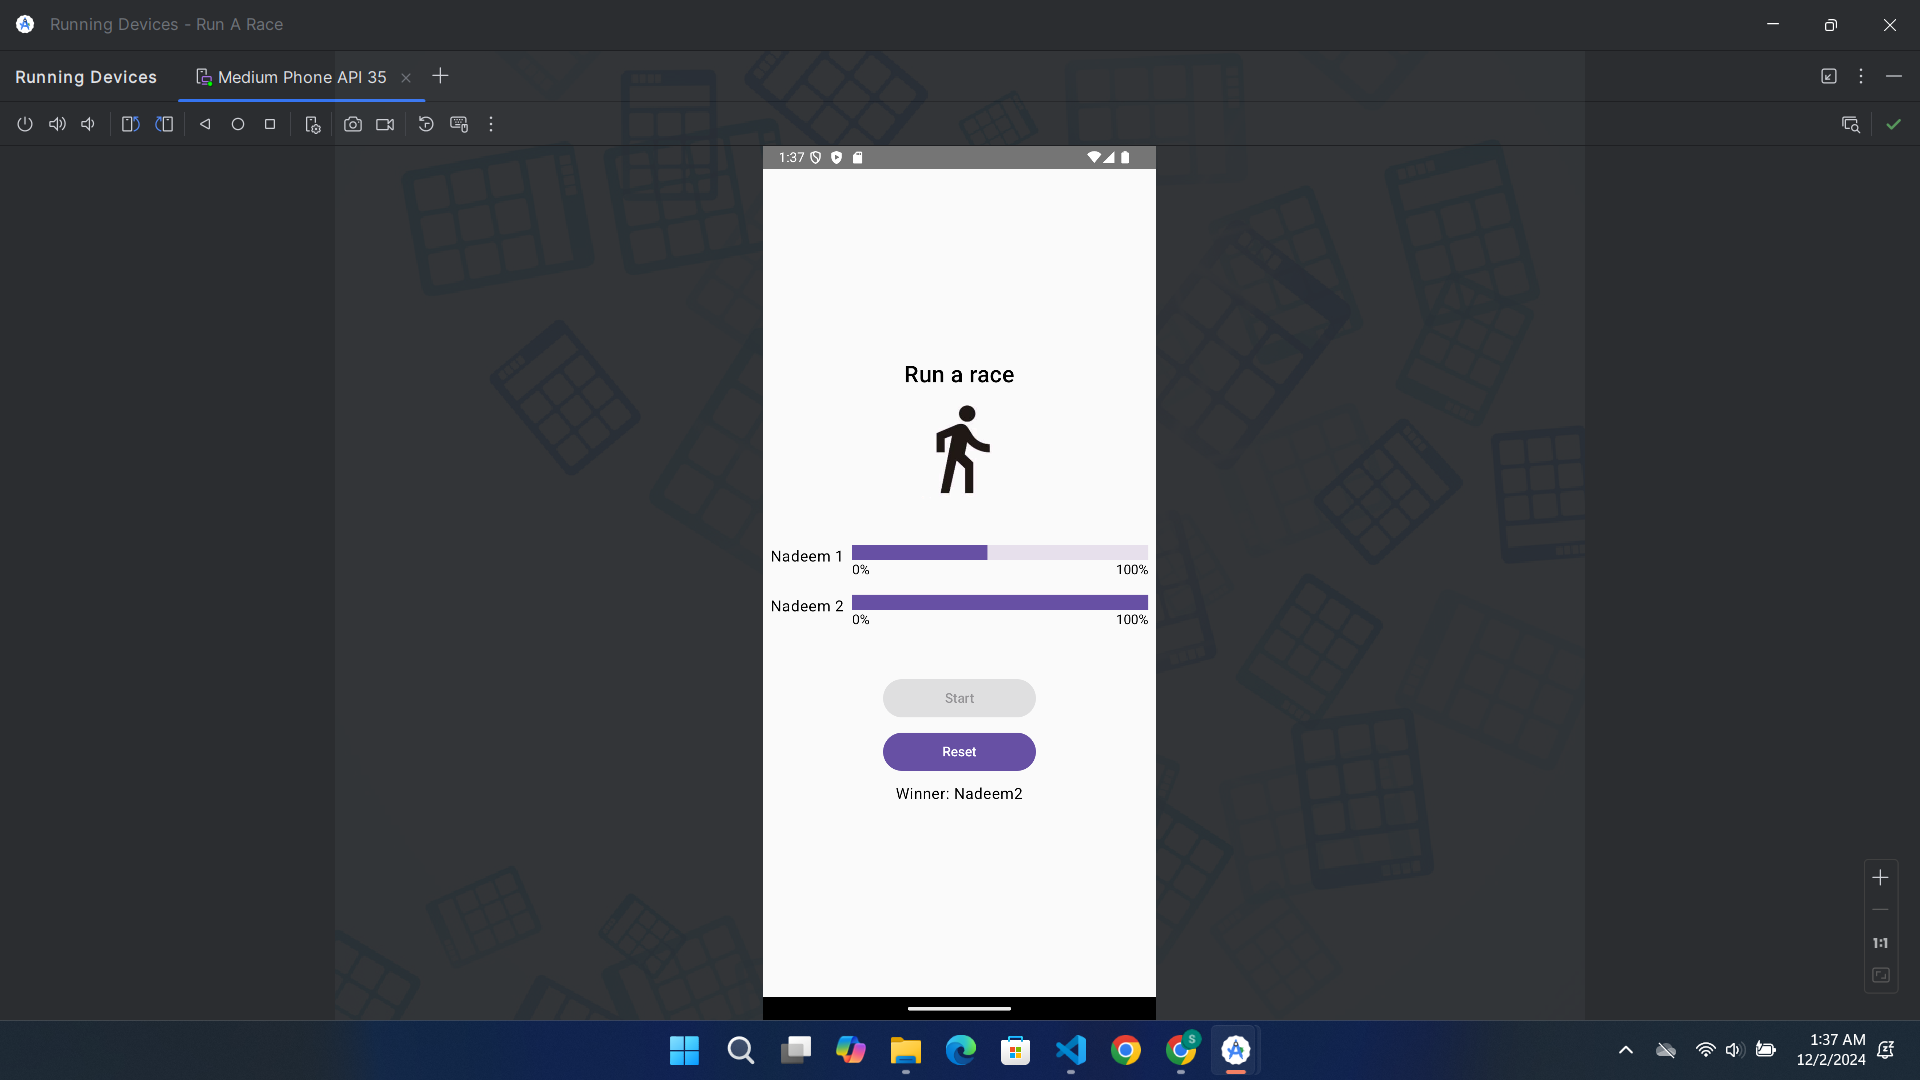 Running Devices - Run A Race
Running Devices
Medium Phone API 35
1:37
Run a race
Nadeem 1
0%
100%
Nadeem 2
0%
100%
Start
Reset
Winner: Nadeem2
1:1
S
1:37 AM
12/2/2024